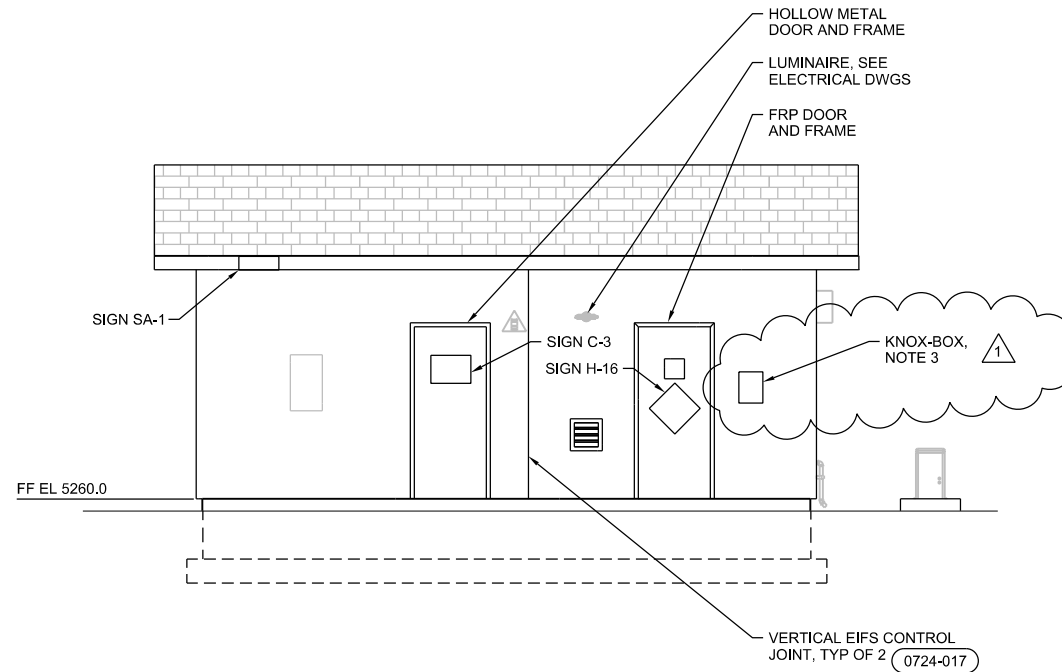 HOLLOW METAL
DOOR AND FRAME
LUMINAIRE, SEE
ELECTRICAL DWGS
FRP DOOR
AND FRAME
SIGN SA-1
SIGN C-3
SIGN H-16
KNOX-BOX,
NOTE 3
1
FF EL 5260.0
VERTICAL EIFS CONTROL
JOINT, TYP OF 2
0724-017